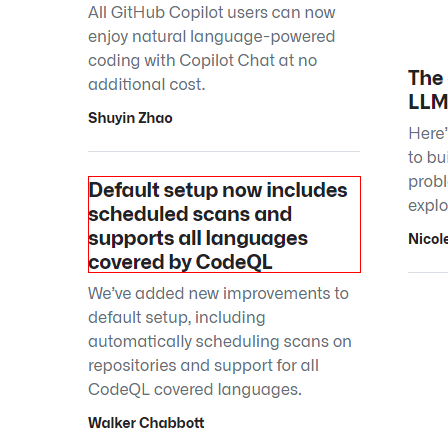 All GitHub Copilot users can now
enjoy natural language-powered
coding with Copilot Chat at no
additional cost.
Shuyin Zhao
Default setup now includes
scheduled scans and
supports all languages
covered by CodeQL
We've added new improvements to
default setup, including
automatically scheduling scans on
repositories and support for all
CodeQL covered languages.
Walker Chabbott
The
LLM
Here'
to bu
probl
explo
Nicole